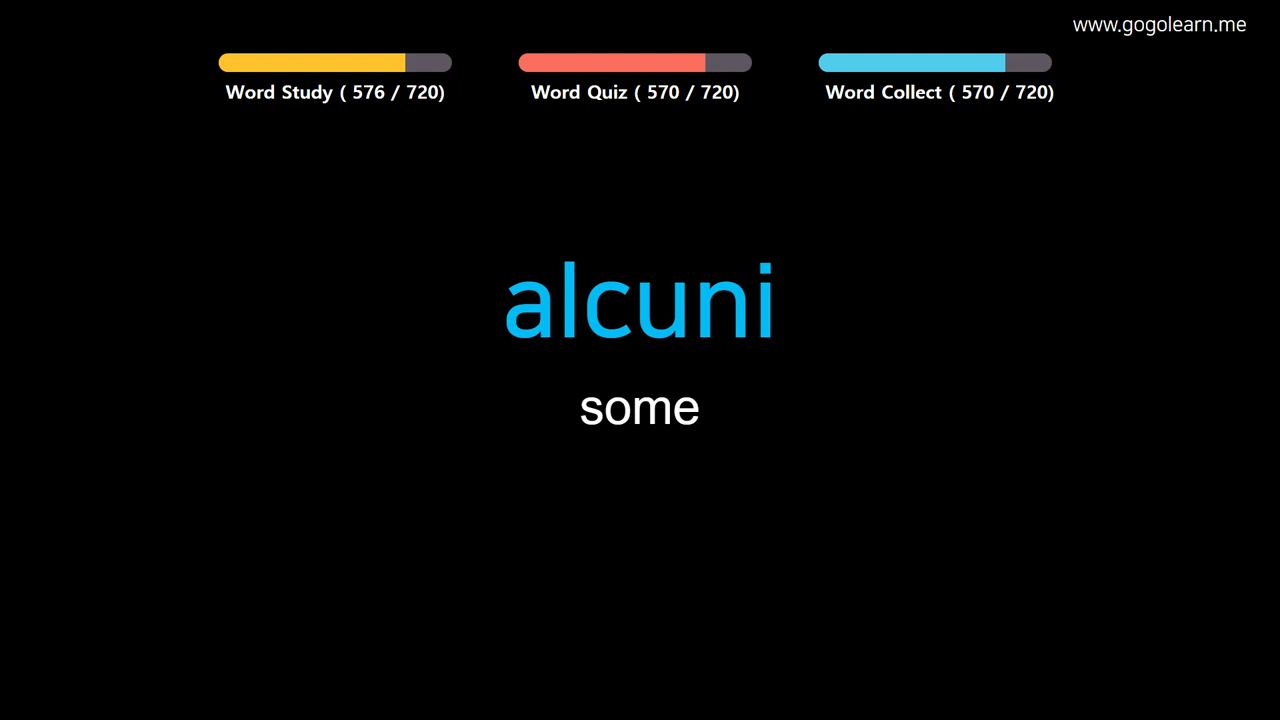 www.gogolearn.me
Word Study ( 576 / 720)
Word Quiz ( 570 / 720)
Word Collect ( 570 / 720)
alcuni
some